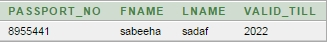 PASSPORT_NO FNAME LNAME VALID_TILL
8955441 sabeeha sadaf 2022